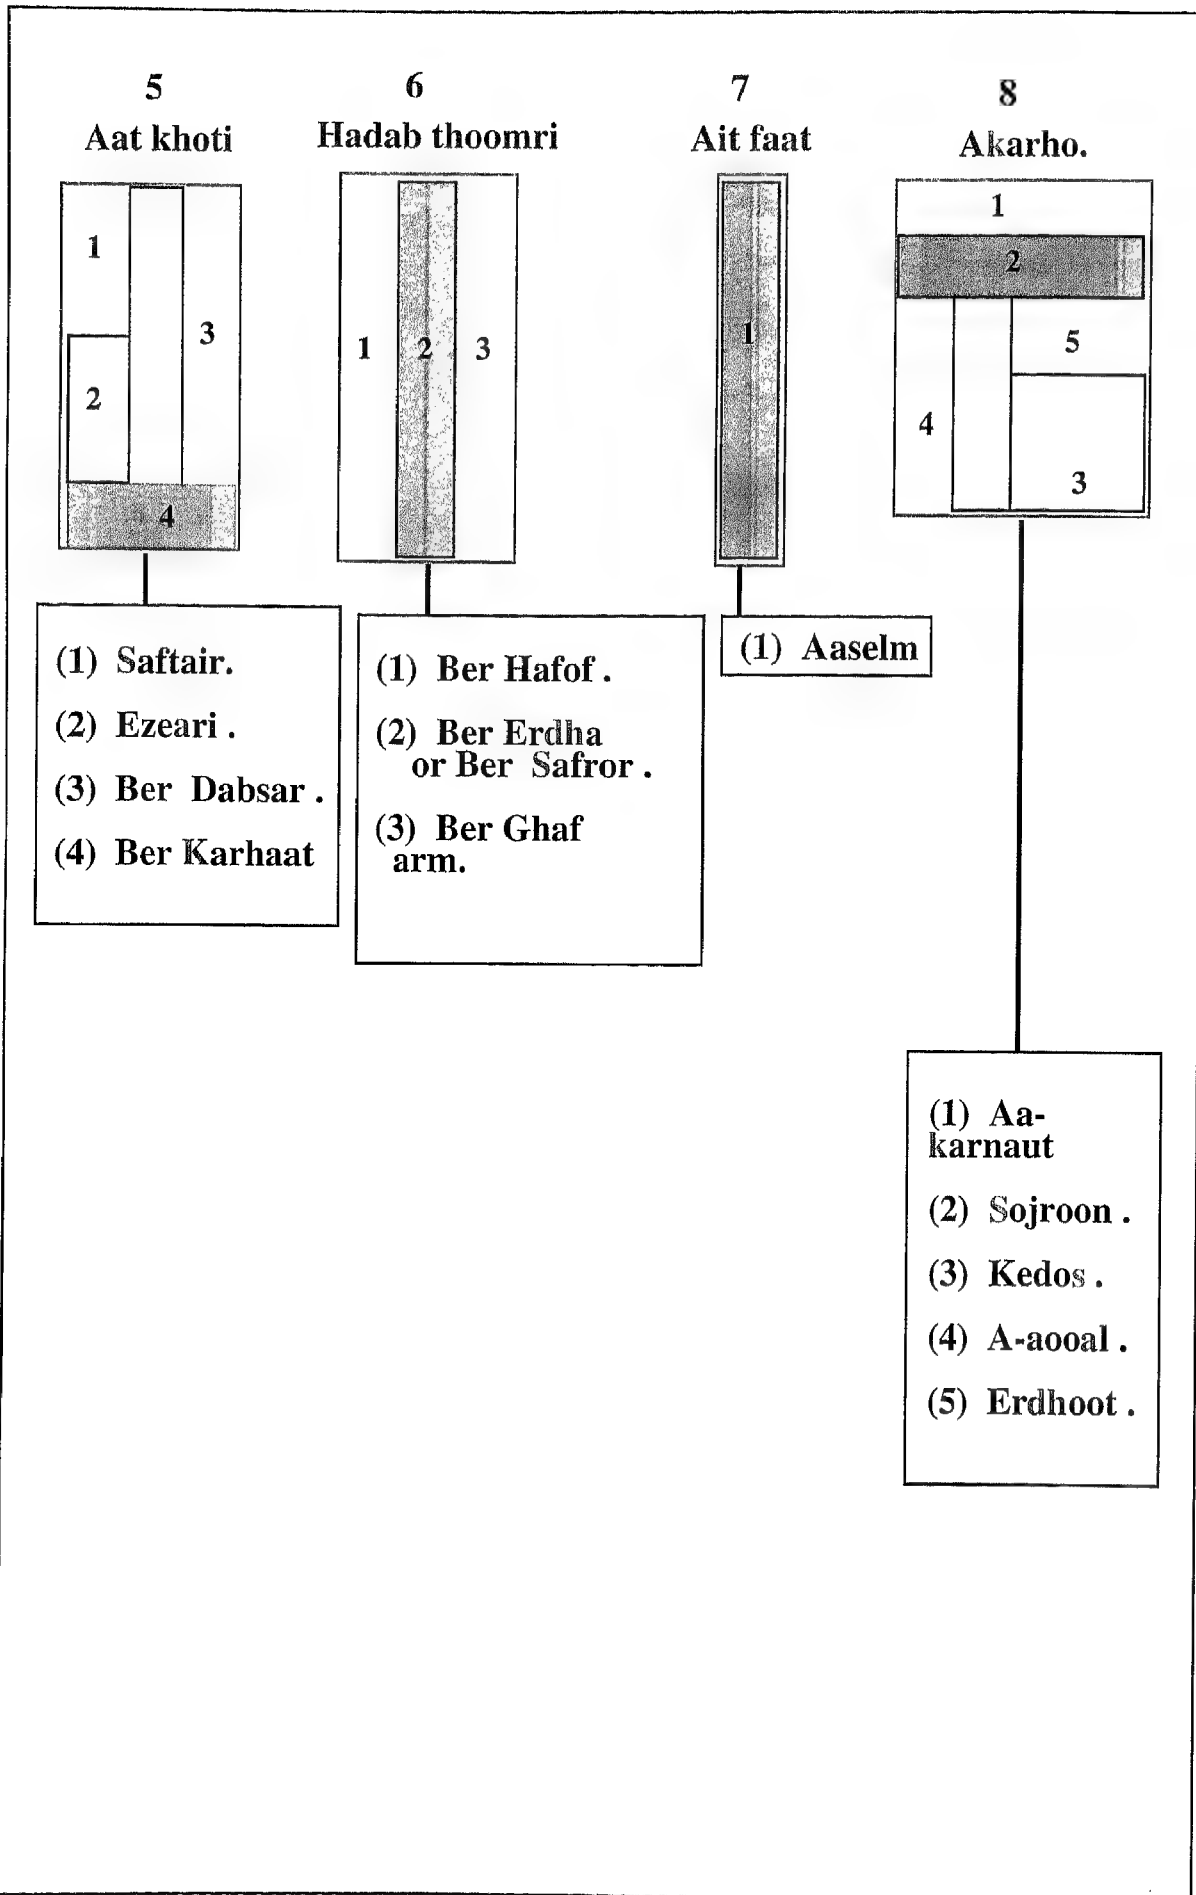 5
Aat khoti
1
2
3
4
(1) Saftair.
(2) Ezeari .
(3) Ber Dabsar .
(4) Ber Karhaat
6
Hadab thoomri
1 2 3
(1) Ber Hafof .
(2) Ber Erdha
or Ber Safror .
(3) Ber Ghaf
arm.
7
Ait faat
1
(1) Aaselm
8
Akarho.
1
2
5
4
3
(1) Aa-
karnaut
(2) Sojroon .
(3) Kedos .
(4) A-aooal .
(5) Erdhoot .